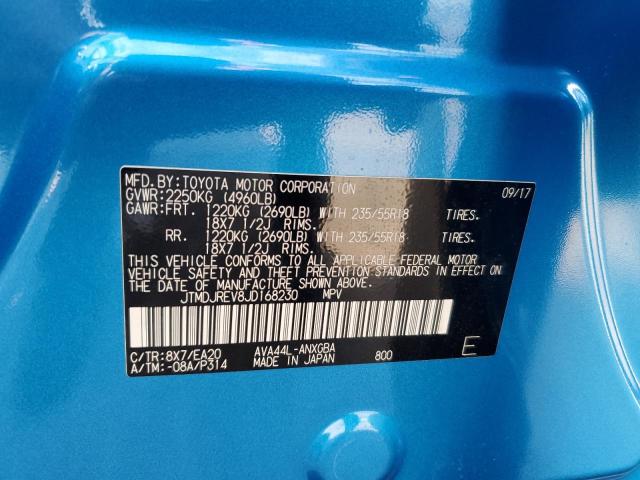 MFD. BY:TOYOTA MOTOR CORPORATION 09/17
GVWR:2250KG (4960LB)
GAWR:FRT. 1220KG (2690LB) WITH 235/55R18 TIRES.
18X7 1/2J RIMS.
RR. 1220KG (2690LB) WITH 235/55R18 TIRES.
18X7 1/2J RIMS.
THIS VEHICLE CONFORMS TO ALL APPLICABLE FEDERAL MOTOR
VEHICLE SAFETY AND THEFT PREVENTION STANDARDS IN EFFECT ON
THE DATE OF MANUFACTURE SHOWN ABOVE.
JTMDJREV8JD168230 MPV
C/TR:8X7/EA20 AVA44L-ANXGBA
A/TM:-08A/P314 MADE IN JAPAN 800 E